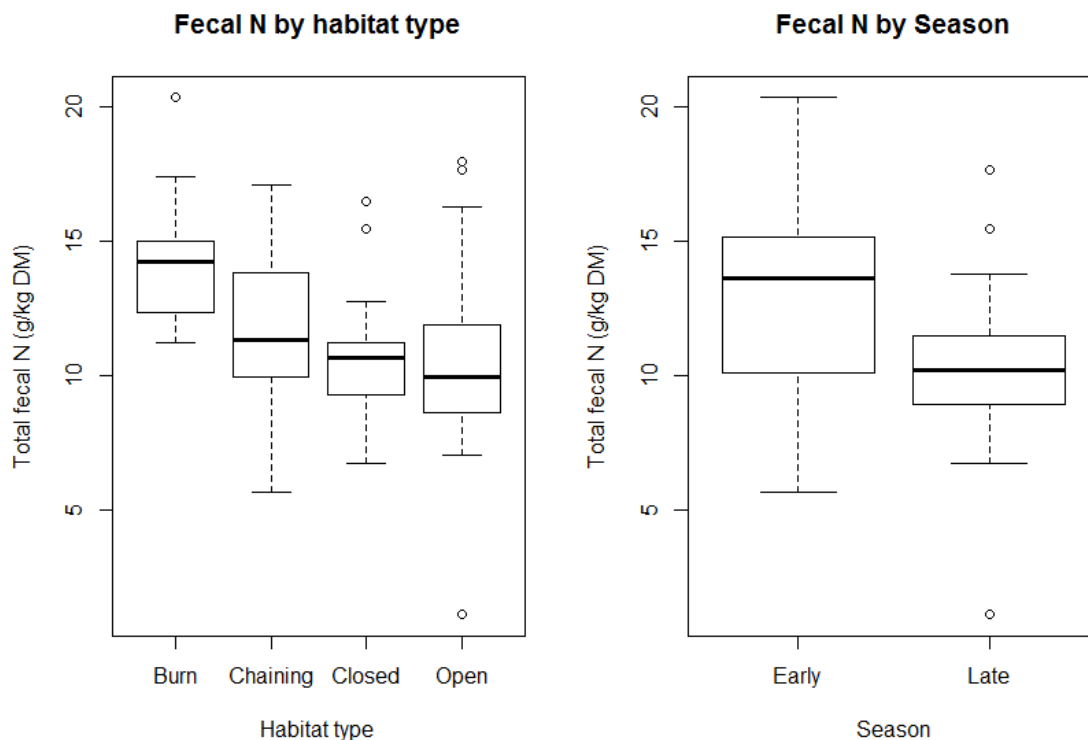 Fecal N by habitat type
Total fecal N (g/kg DM)
20
15
10
5
Burn Chaining Closed Open
Habitat type
Fecal N by Season
Total fecal N (g/kg DM)
20
15
10
5
Early Late
Season